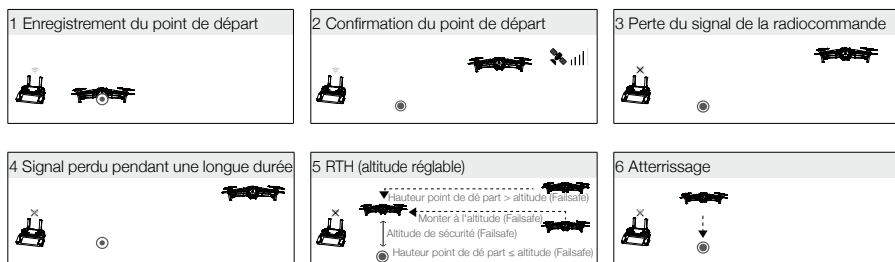 1 Enregistrement du point de départ
2 Confirmation du point de départ
3 Perte du signal de la radiocommande
4 Signal perdu pendant une longue durée
5 RTH (altitude réglable)
Hauteur point de dé part > altitude (Failsafe)
Monter à l'altitude (Failsafe)
Altitude de sécurité (Failsafe)
Hauteur point de dé part ≤ altitude (Failsafe)
6 Atterrissage